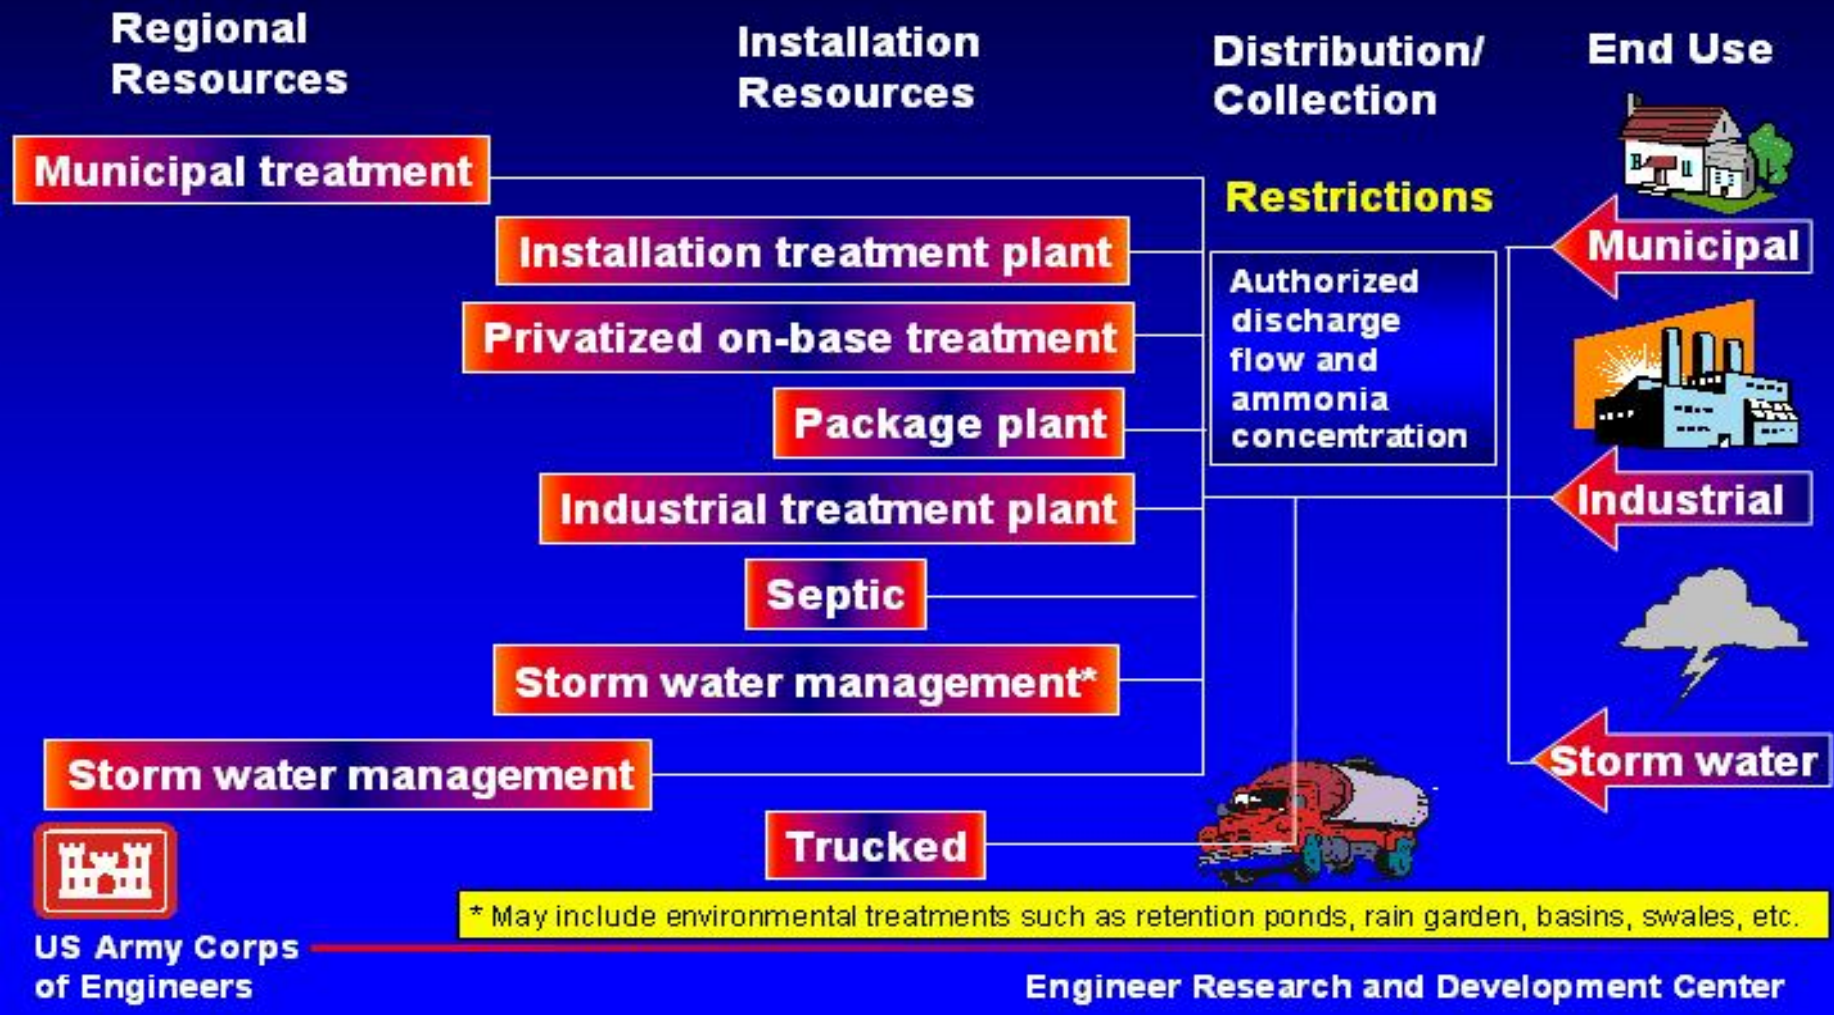 Regional
Resources
Installation
Resources
Distribution/
Collection
End Use
Municipal treatment
Restrictions
Installation treatment plant
Municipal
Authorized
discharge
flow and
ammonia
concentration
Privatized on-base treatment
Package plant
Industrial treatment plant
Industrial
Septic
Storm water management*
Storm water management
Storm water
Trucked
* May include environmental treatments such as retention ponds, rain garden, basins, swales, etc.
US Army Corps
of Engineers
Engineer Research and Development Center